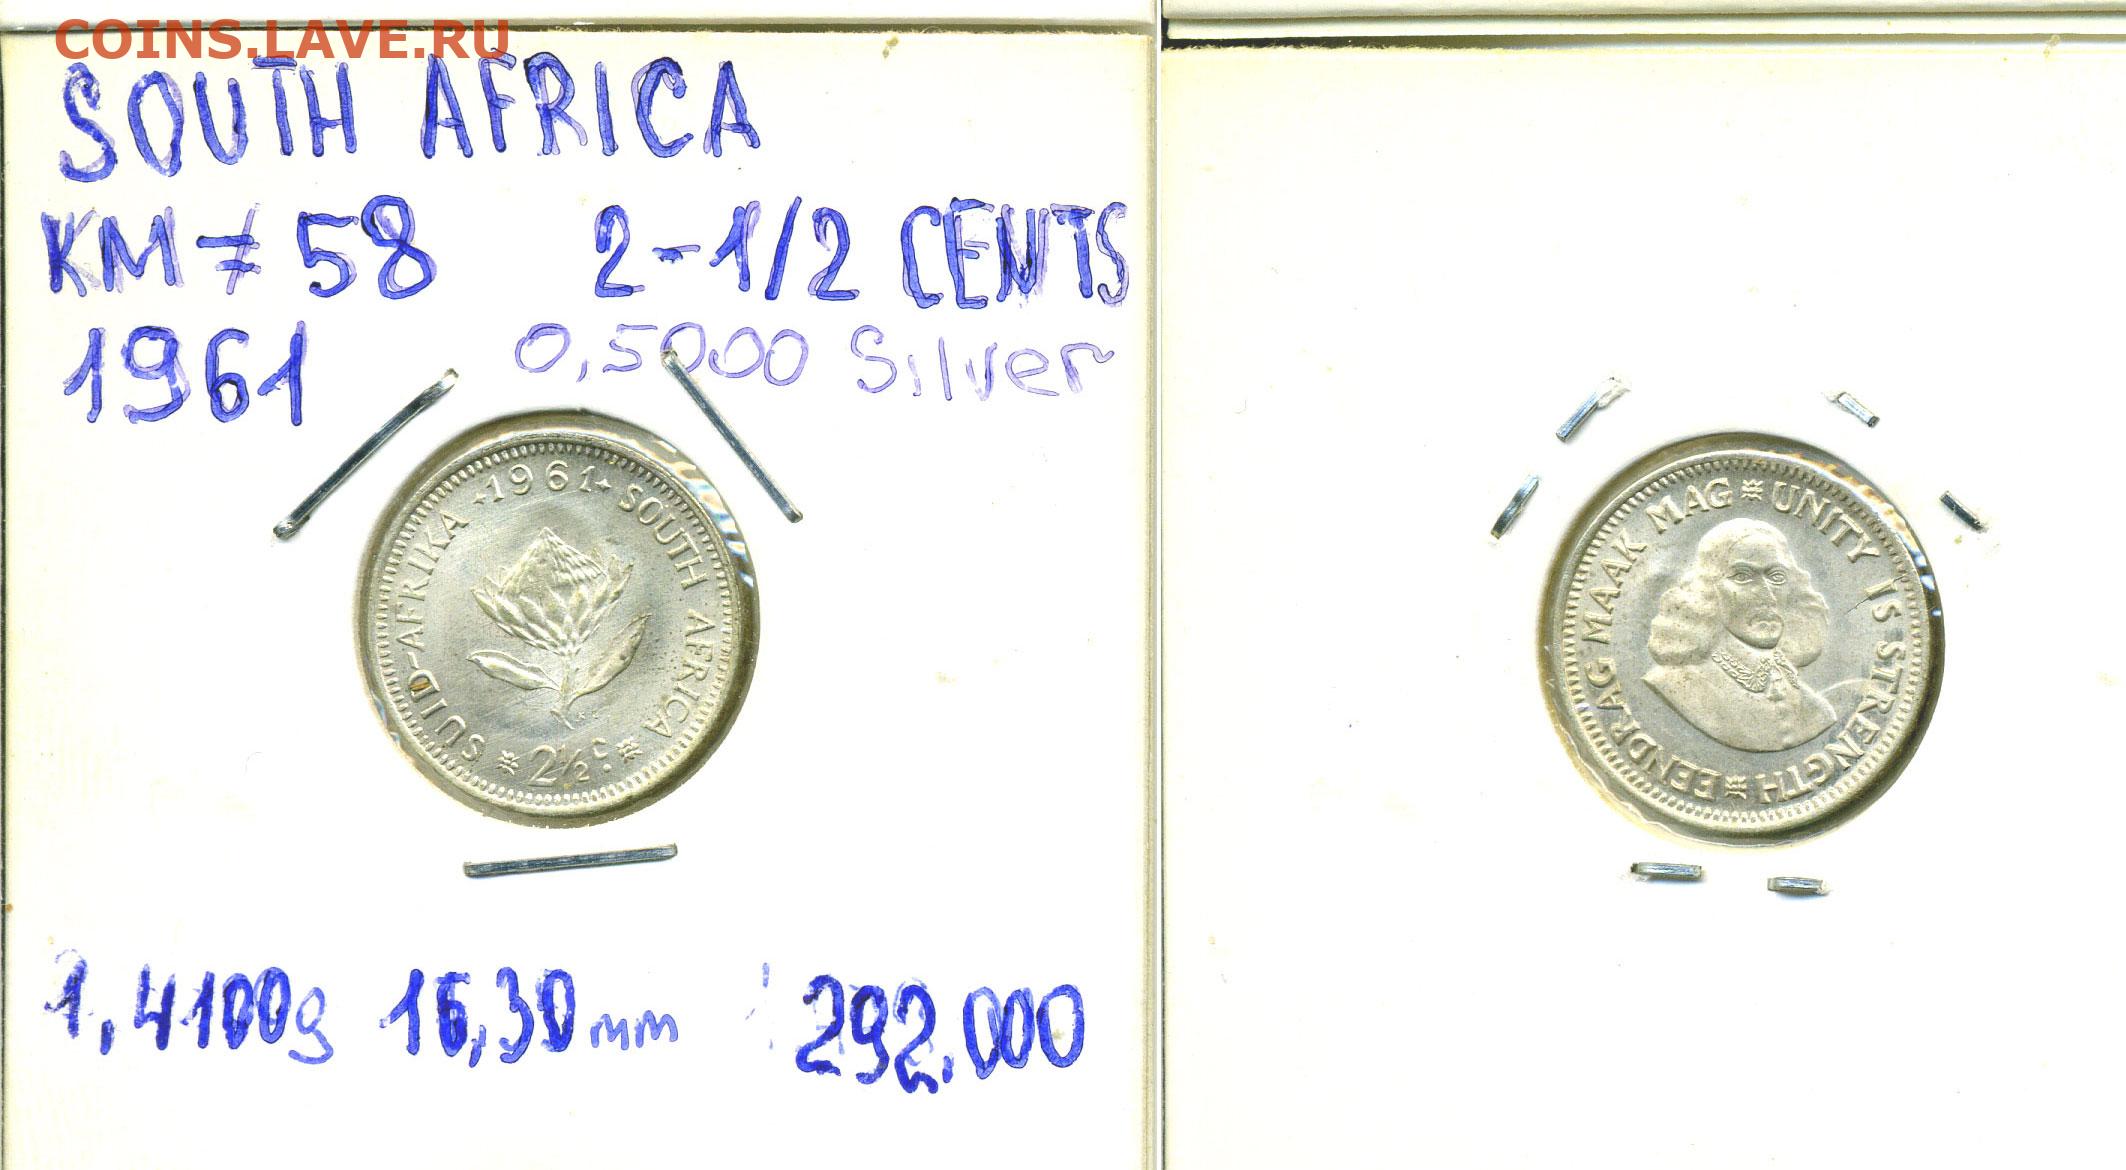 COINS.LAVE.RU
SOUTH AFRICA
KM≠58 2-1/2 CENTS
1961 0,5000 Silver
SUID-AFRIKA 1961 SOUTH AFRICA
2½ C.
EENDRAG MAAK MAG UNITY IS STRENGTH
1,4100g 16,30mm 292.000